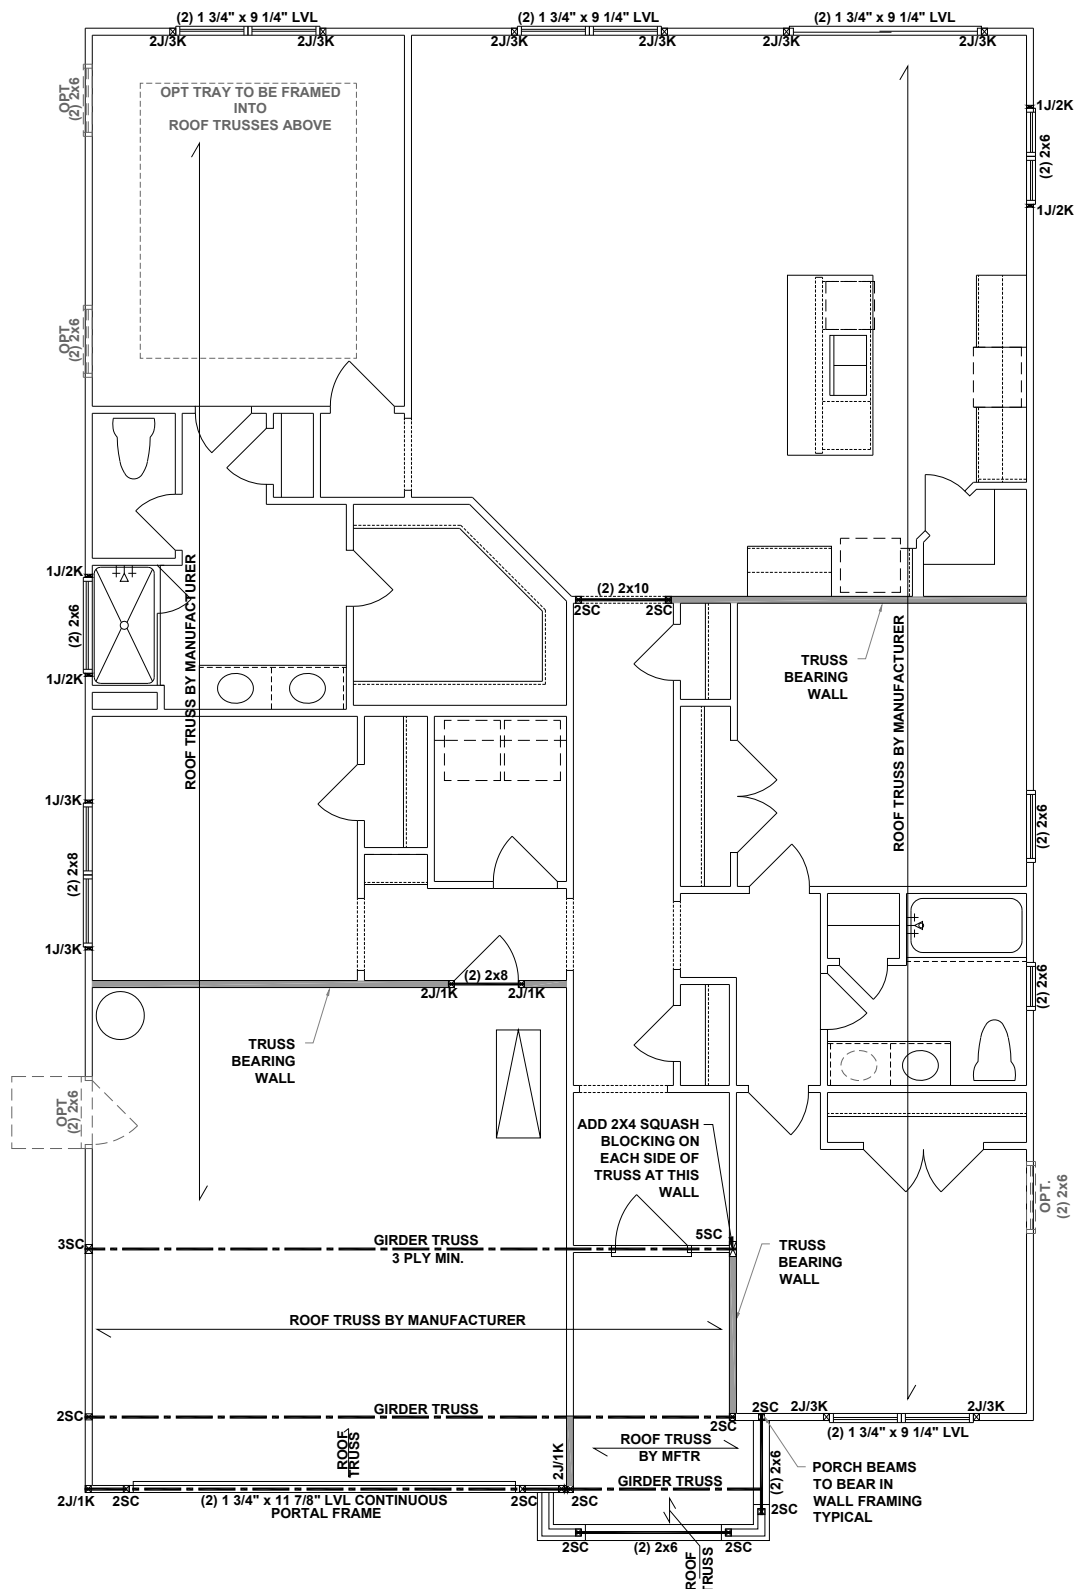 (2) 1 3/4" x 9 1/4" LVL
(2) 1 3/4" x 9 1/4" LVL
(2) 1 3/4" x 9 1/4" LVL
2J/3K
2J/3K
2J/3K
2J/3K
2J/3K
2J/3K
OPT
(2) 2x6
OPT TRAY TO BE FRAMED
INTO
ROOF TRUSSES ABOVE
1J/2K
(2) 2x6
1J/2K
OPT
(2) 2x6
1J/2K
(2) 2x6
1J/2K
ROOF TRUSS BY MANUFACTURER
(2) 2x10
2SC
2SC
TRUSS
BEARING
WALL
ROOF TRUSS BY MANUFACTURER
1J/3K
(2) 2x8
1J/3K
(2) 2x6
(2) 2x8
2J/1K
2J/1K
(2) 2x6
TRUSS
BEARING
WALL
OPT
(2) 2x6
ADD 2X4 SQUASH
BLOCKING ON
EACH SIDE OF
TRUSS AT THIS
WALL
OPT.
(2) 2x6
3SC
GIRDER TRUSS
3 PLY MIN.
5SC
TRUSS
BEARING
WALL
ROOF TRUSS BY MANUFACTURER
2SC
GIRDER TRUSS
2SC
2SC
2J/3K
2J/3K
(2) 1 3/4" x 9 1/4" LVL
ROOF
TRUSS
2J/1K
ROOF TRUSS
BY MFTR
GIRDER TRUSS
(2) 2x6
PORCH BEAMS
TO BEAR IN
WALL FRAMING
TYPICAL
2J/1K
2SC
(2) 1 3/4" x 11 7/8" LVL CONTINUOUS
PORTAL FRAME
2SC
2SC
2SC
2SC
(2) 2x6
2SC
ROOF
TRUSS